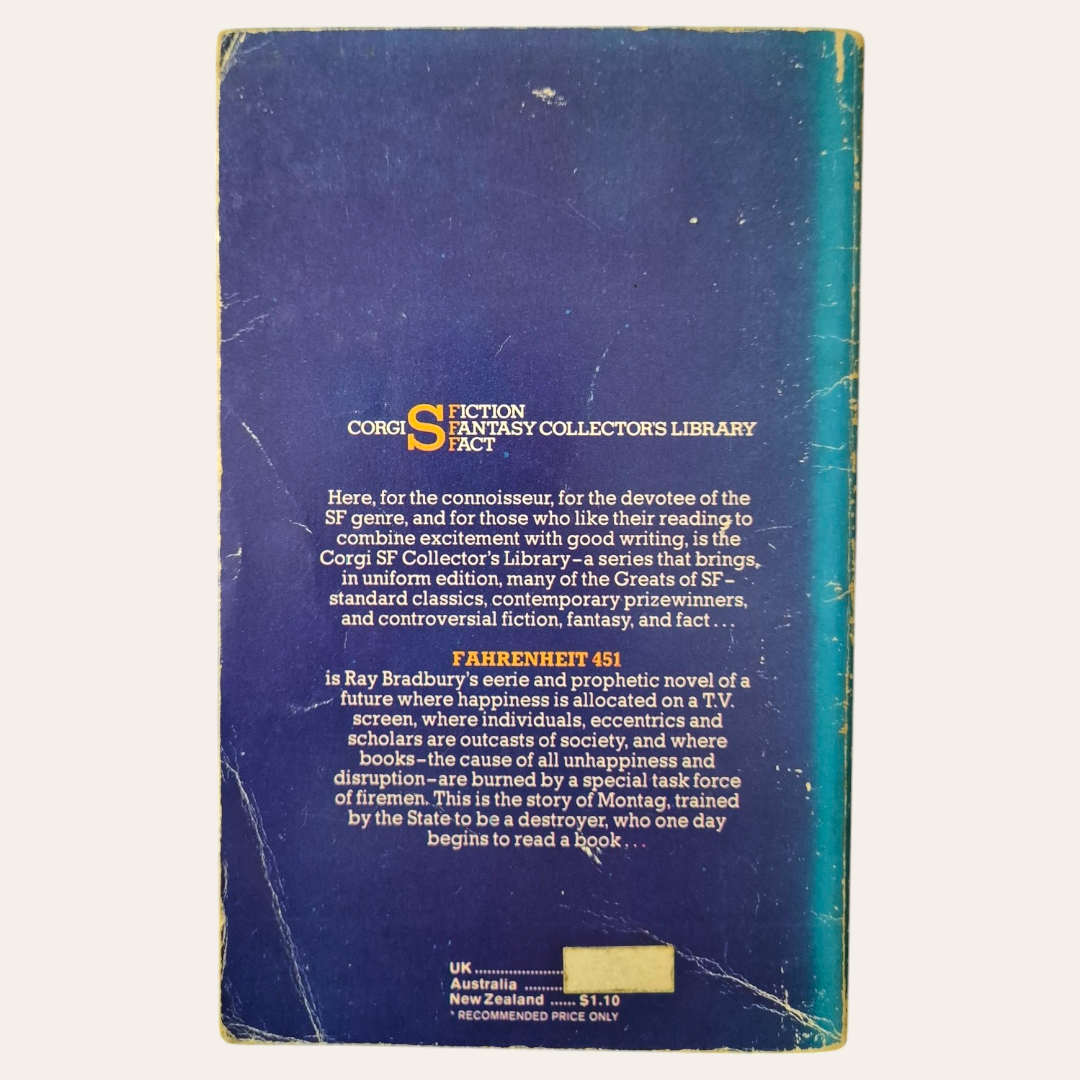 FICTION
CORGI S FANTASY COLLECTOR'S LIBRARY
FACT
Here, for the connoisseur, for the devotee of the
SF genre, and for those who like their reading to
combine excitement with good writing, is the
Corgi SF Collector's Library–a series that brings,
in uniform edition, many of the Greats of SF–
standard classics, contemporary prizewinners,
and controversial fiction, fantasy, and fact...
FAHRENHEIT 451
is Ray Bradbury's eerie and prophetic novel of a
future where happiness is allocated on a T.V.
screen, where individuals, eccentrics and
scholars are outcasts of society, and where
books–the cause of all unhappiness and
disruption–are burned by a special task force
of firemen. This is the story of Montag, trained
by the State to be a destroyer, who one day
begins to read a book...
UK .....................
Australia .........
New Zealand ...... $1.10
* RECOMMENDED PRICE ONLY